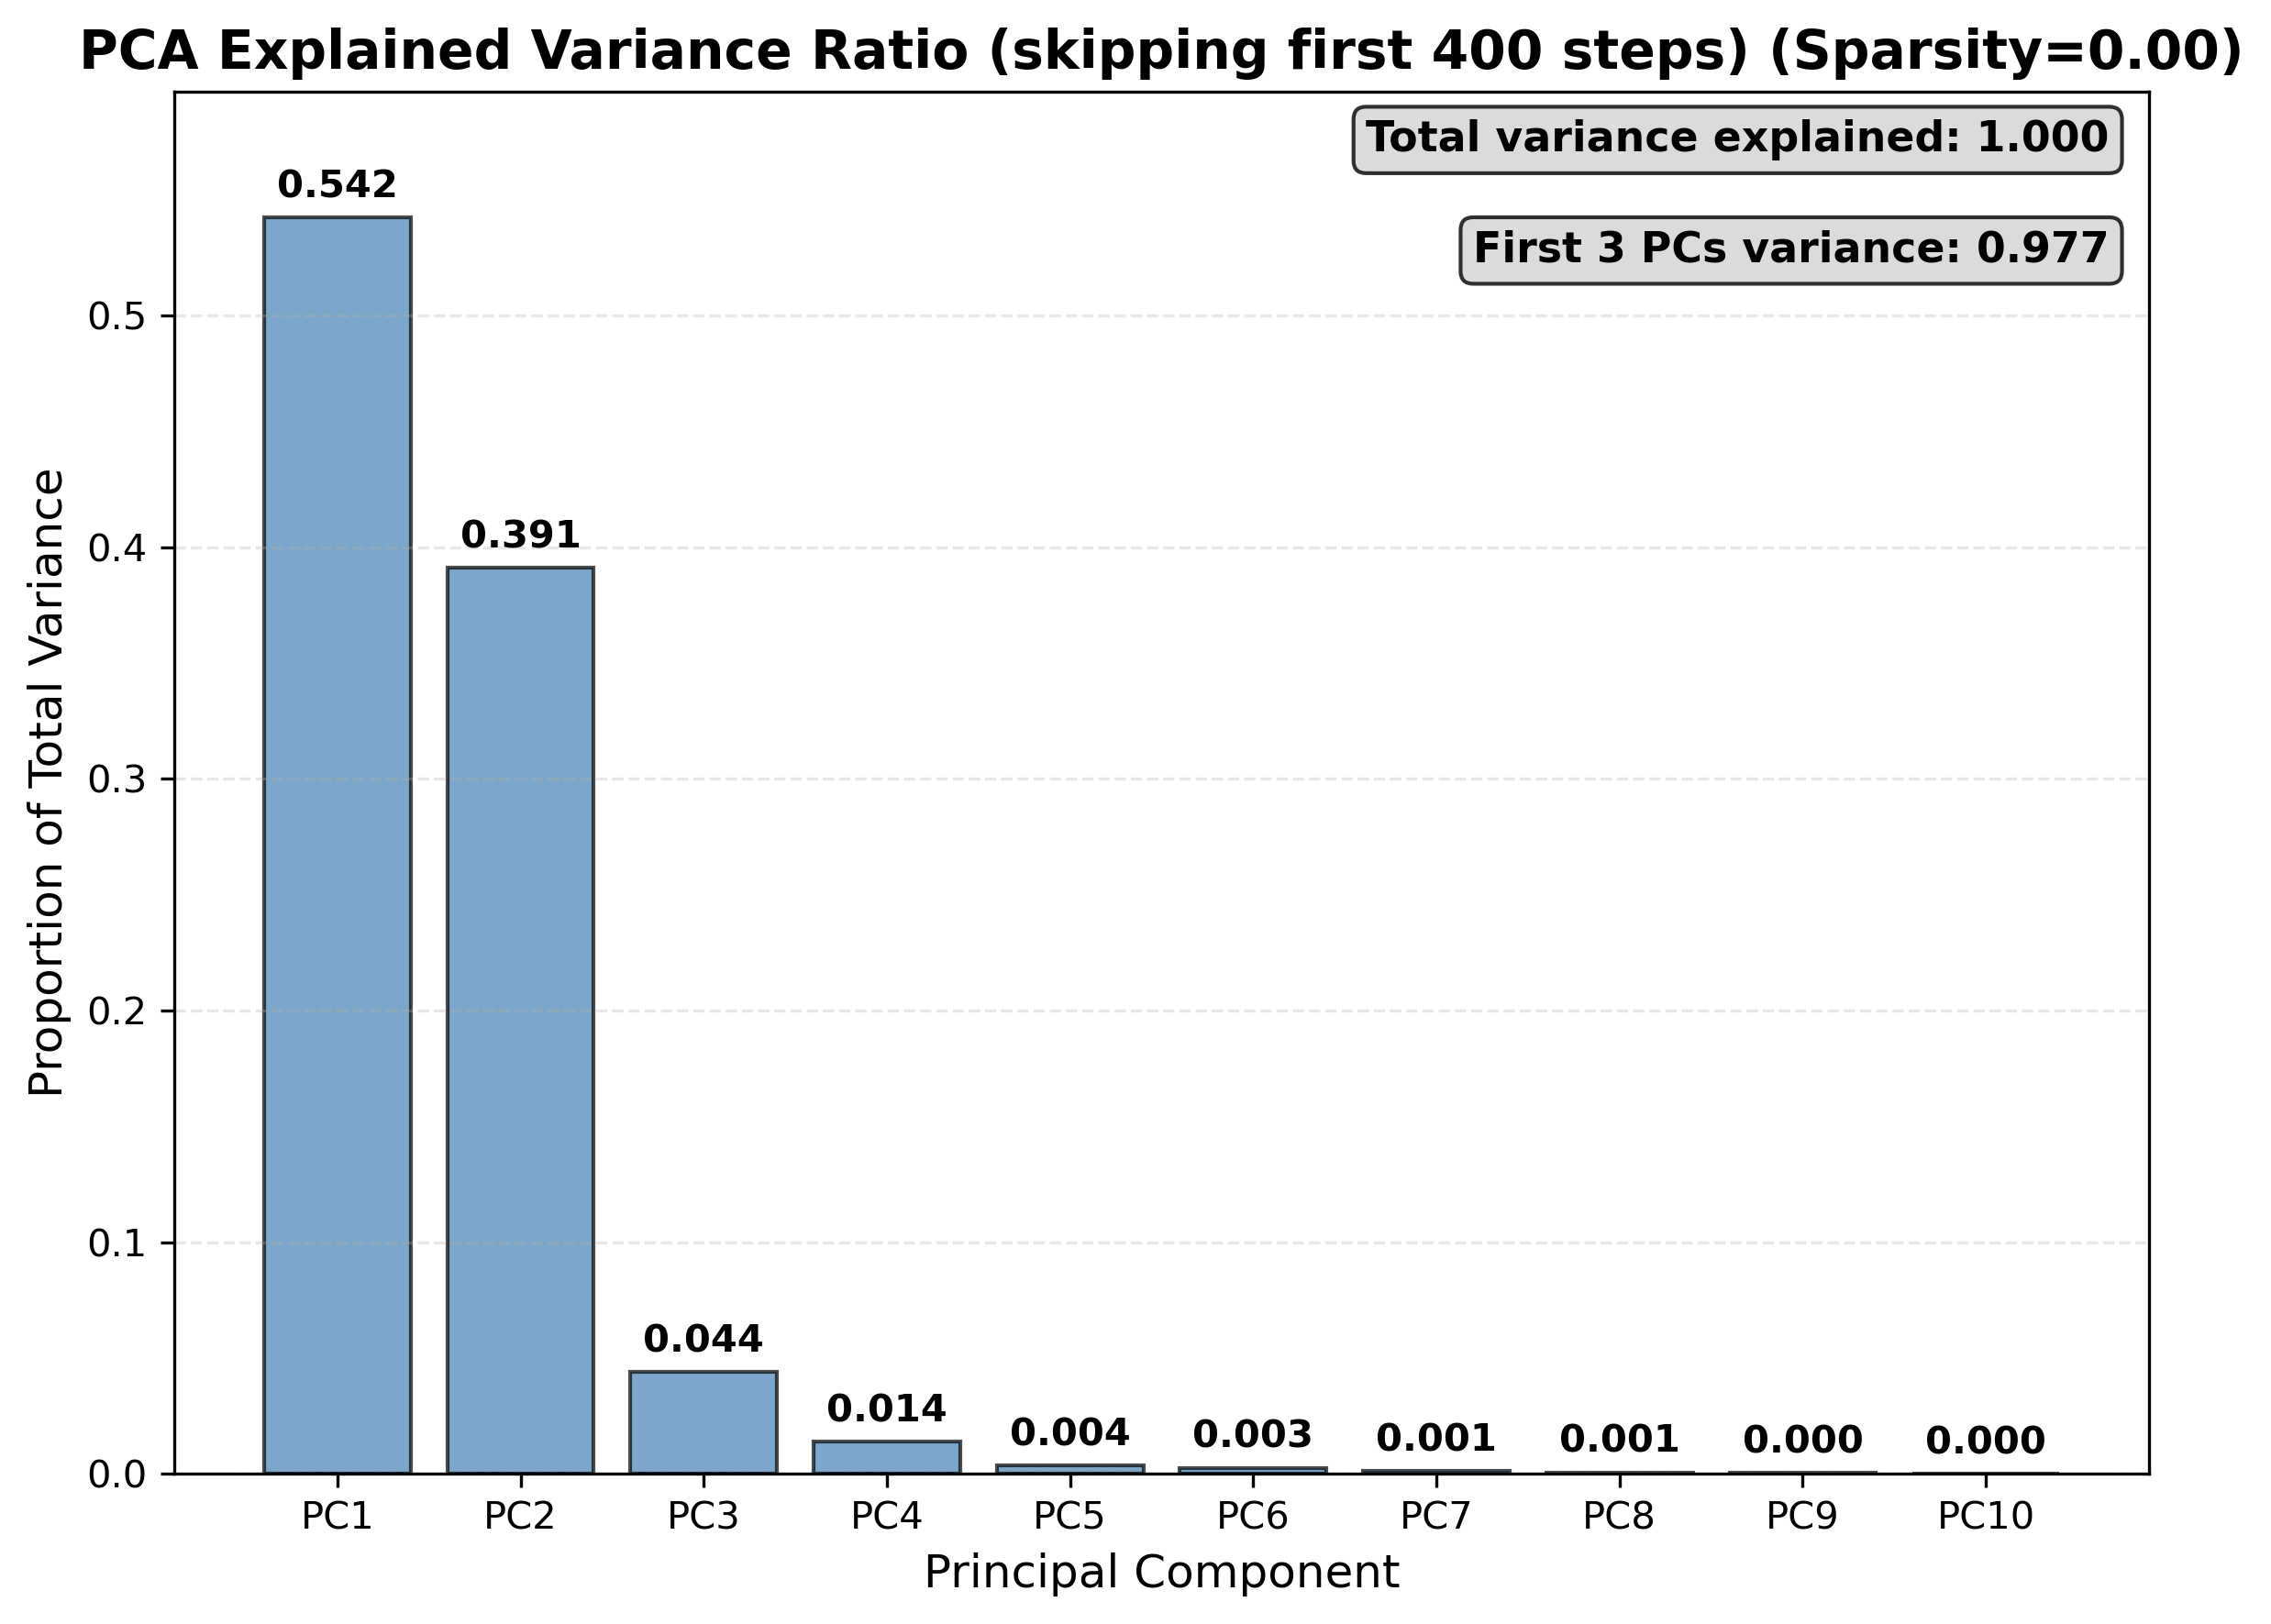 PCA Explained Variance Ratio (skipping first 400 steps) (Sparsity=0.00)
Total variance explained: 1.000
First 3 PCs variance: 0.977
0.542
0.391
0.044
0.014
0.004
0.003
0.001
0.001
0.000
0.000
Proportion of Total Variance
0.5
0.4
0.3
0.2
0.1
0.0
PC1
PC2
PC3
PC4
PC5
PC6
PC7
PC8
PC9
PC10
Principal Component